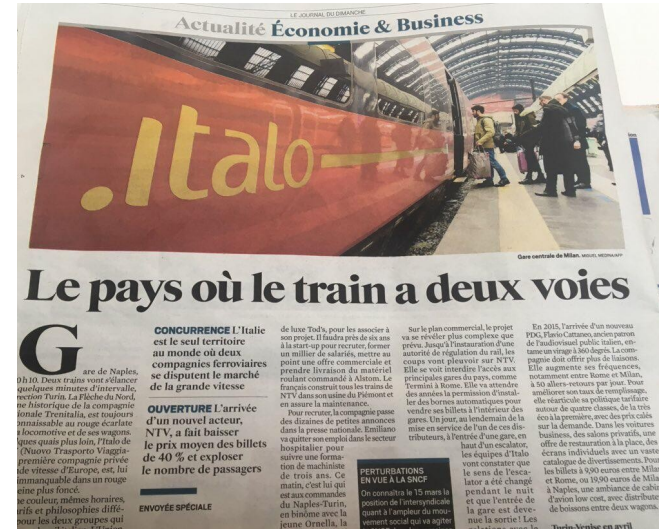 LE JOURNAL DU DIMANCHE
Actualité Économie & Business
.italo
Gare centrale de Milan. MIGUEL MEDINA/AFP
Le pays où le train a deux voies
Gare de Naples,
10h10. Deux trains vont s'élancer
quelques minutes d'intervalle,
rection Turin. La Flèche du Nord,
ne historique de la compagnie
ionale Trenitalia, est toujours
onnaissable au rouge écarlate
a locomotive et de ses wagons.
ques quais plus loin, l'Italo de
(Nuovo Trasporto Viaggia-
première compagnie privée
de vitesse d'Europe, est, lui
immanquable dans un rouge
eine plus foncé.
ne couleur, mêmes horaires,
rifs et philosophies diffé-
pour les deux groupes qui
CONCURRENCE L'Italie
est le seul territoire
au monde où deux
compagnies ferroviaires
se disputent le marché
de la grande vitesse
OUVERTURE L'arrivée
d'un nouvel acteur,
NTV, a fait baisser
le prix moyen des billets
de 40 % et exploser
le nombre de passagers
ENVOYÉE SPÉCIALE
de luxe Tod's, pour les associer à
son projet. Il faudra près de six ans
à la start-up pour recruter, former
un millier de salariés, mettre au
point une offre commerciale et
prendre livraison du matériel
roulant commandé à Alstom. Le
français construit tous les trains de
NTV dans son usine du Piémont et
en assure la maintenance.
Pour recruter, la compagnie passe
des dizaines de petites annonces
dans la presse nationale. Emiliano
va quitter son emploi dans le secteur
hospitalier pour
suivre une forma-
tion de machiniste
de trois ans. Ce
matin, c'est lui qui
est aux commandes
du Naples-Turin,
en binôme avec la
jeune Ornella, la
PERTURBATIONS
EN VUE À LA SNCF
On connaîtra le 15 mars la
position de l'intersyndicale
quant à l'ampleur du mou-
vement social qui va agiter
Sur le plan commercial, le projet
va se révéler plus complexe que
prévu. Jusqu'à l'instauration d'une
autorité de régulation du rail, les
coups vont pleuvoir sur NTV.
Elle se voit interdire l'accès aux
principales gares du pays, comme
Termini à Rome. Elle va attendre
des années la permission d'instal-
ler des bornes automatiques pour
vendre ses billets à l'intérieur des
gares. Un jour, au lendemain de la
mise en service de l'un de ces dis-
tributeurs, à l'entrée d'une gare, en
haut d'un escalator,
les équipes d'Italo
vont constater que
le sens de l'esca-
lator a été changé
pendant la nuit
et que l'entrée de
la gare est deve-
nue la sortie! Les
En 2015, l'arrivée d'un nouveau
PDG, Flavio Cattaneo, ancien patron
de l'audiovisuel public italien, en-
tame un virage à 360 degrés. La com-
pagnie doit offrir plus de liaisons.
Elle augmente ses fréquences,
notamment entre Rome et Milan,
à 50 allers-retours par jour. Pour
améliorer son taux de remplissage,
elle réarticule sa politique tarifaire
autour de quatre classes, de la très
éco à la première, avec des prix calés
sur la demande. Dans les voitures
business, des salons privatifs, une
offre de restauration à la place, des
écrans individuels avec un vaste
catalogue de divertissements. Pour
les billets à 9,90 euros entre Milan
et Rome, ou 19,90 euros de Milan
à Naples, une ambiance de cabine
d'avion low cost, avec distributeur
de boissons entre deux wagons.
Turin-Venise en avril